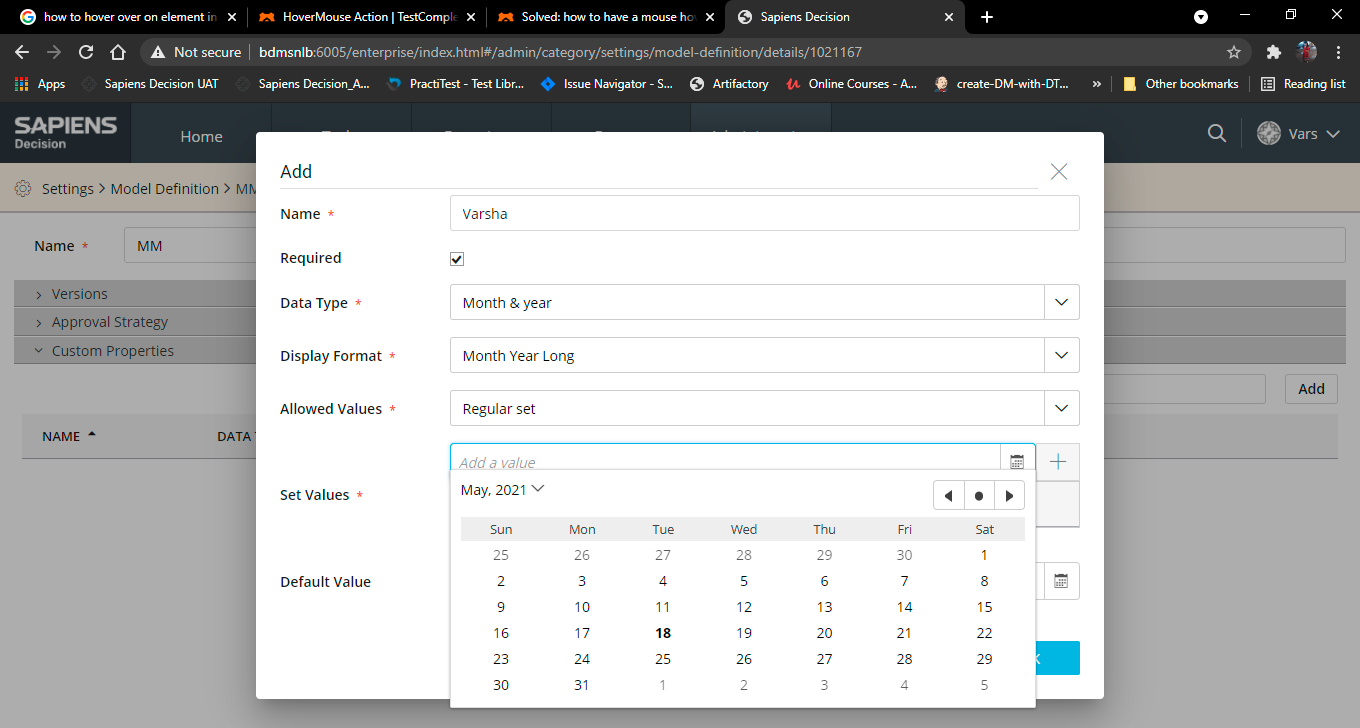 how to hover over on element in
HoverMouse Action | TestComple
Solved: how to have a mouse ho
Sapiens Decision
Not secure
bdmsnlb:6005/enterprise/index.html#/admin/category/settings/model-definition/details/1021167
Apps
Sapiens Decision UAT
Sapiens Decision_A...
PractiTest - Test Libr...
Issue Navigator - S...
Artifactory
Online Courses - A...
create-DM-with-DT...
»
Other bookmarks
Reading list
SAPIENS
Decision
Home
Vars
Settings > Model Definition > MM
Name *
MM
Versions
Approval Strategy
Custom Properties
Add
NAME
DATA
Add
Name *
Varsha
Required
Data Type *
Month & year
Display Format *
Month Year Long
Allowed Values *
Regular set
Add a value
Set Values *
May, 2021
Sun Mon Tue Wed Thu Fri Sat
25 26 27 28 29 30 1
2 3 4 5 6 7 8
9 10 11 12 13 14 15
16 17 18 19 20 21 22
23 24 25 26 27 28 29
30 31 1 2 3 4 5
Default Value